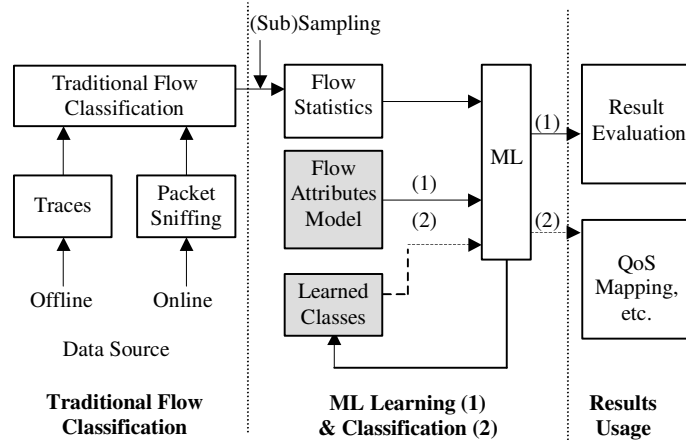 (Sub)Sampling
Traditional Flow
Classification
Flow
Statistics
ML
(1)
Result
Evaluation
Traces
Packet
Sniffing
Flow
Attributes
Model
(1)
(2)
(2)
QoS
Mapping,
etc.
Offline
Online
Learned
Classes
Data Source
Traditional Flow
Classification
ML Learning (1)
& Classification (2)
Results
Usage